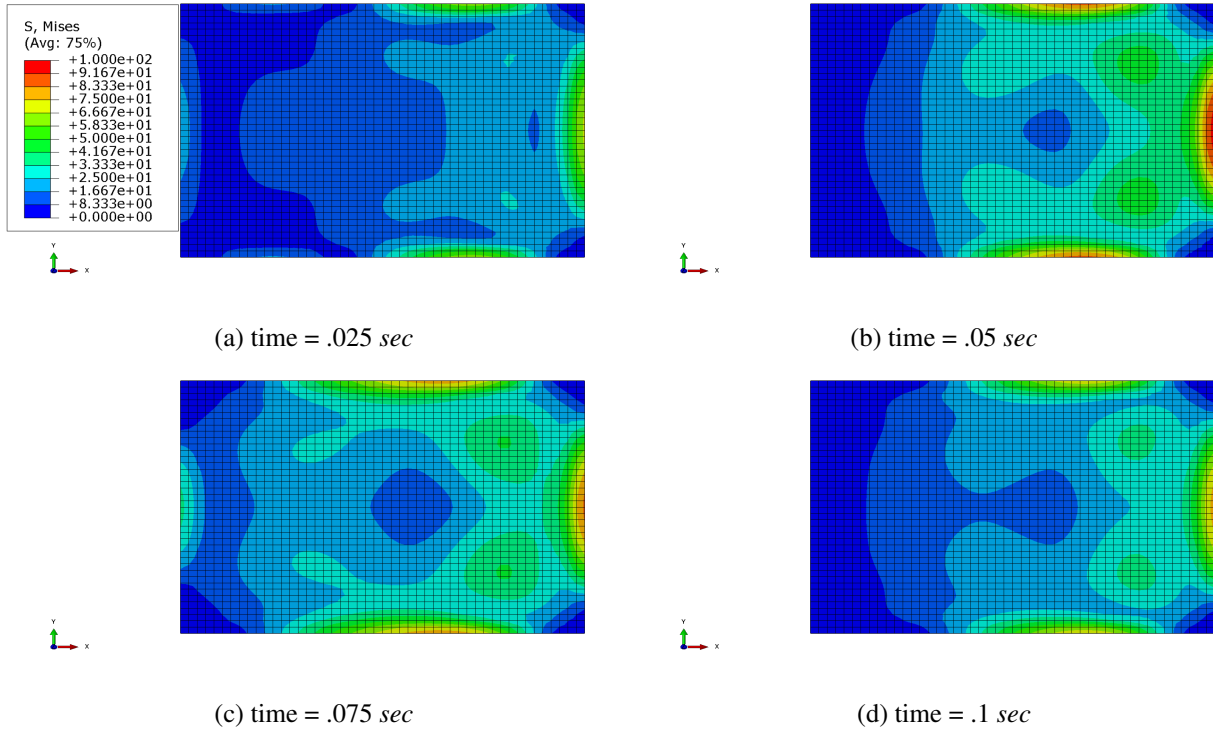 S, Mises
(Avg: 75%)
+1.000e+02
+9.167e+01
+8.333e+01
+7.500e+01
+6.667e+01
+5.833e+01
+5.000e+01
+4.167e+01
+3.333e+01
+2.500e+01
+1.667e+01
+8.333e+00
+0.000e+00
Y
X
Y
X
(a) time = .025 sec
(b) time = .05 sec
Y
X
Y
X
(c) time = .075 sec
(d) time = .1 sec